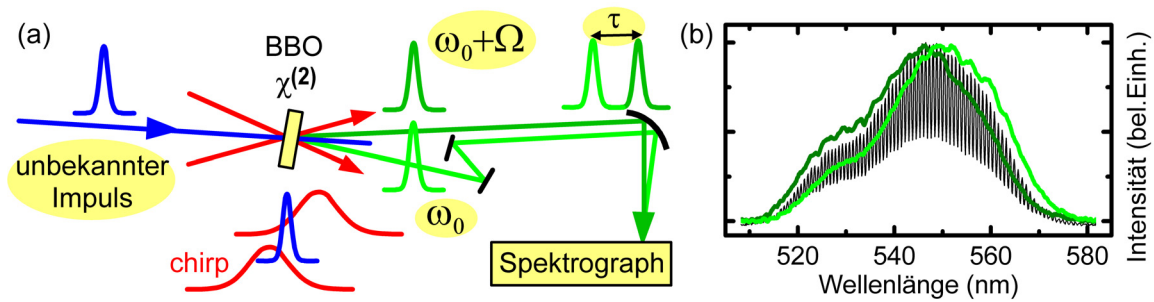 (a)
BBO
χ(2)
ω0+Ω
τ
unbekannter
Impuls
ω0
chirp
Spektrograph
(b)
520 540 560 580
Wellenlänge (nm)
Intensität (bel.Einh.)